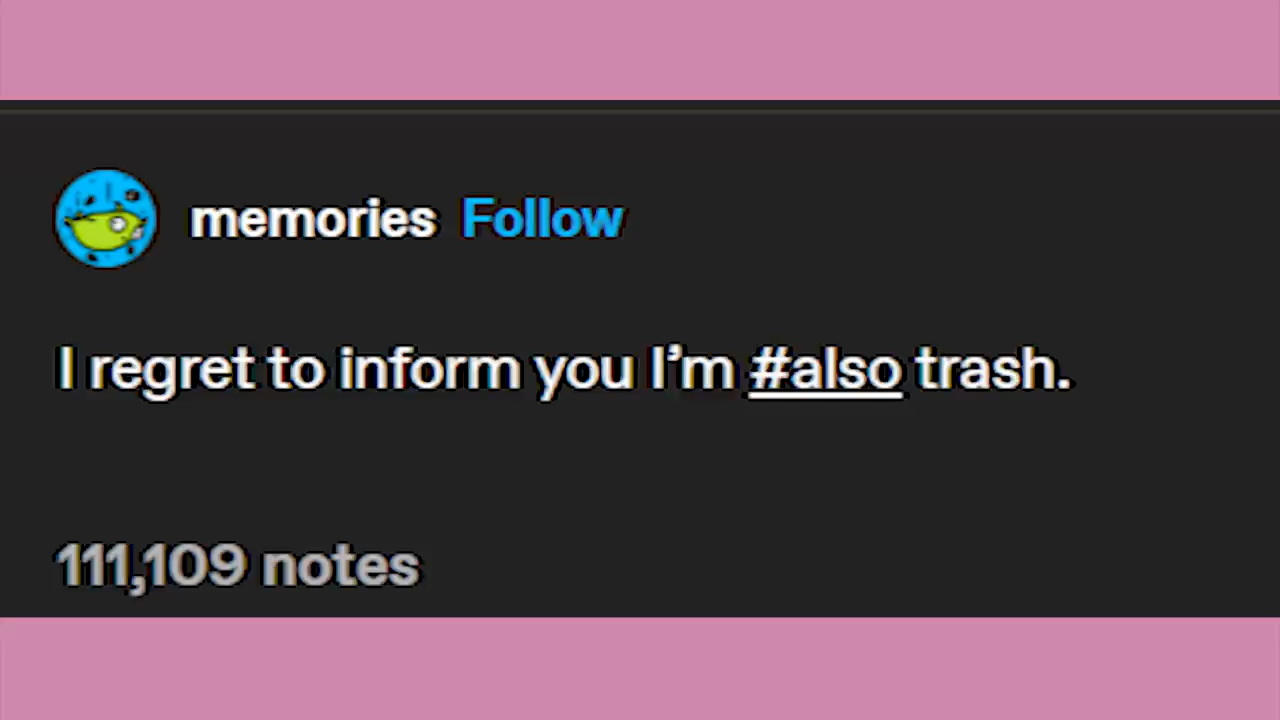 memories Follow
I regret to inform you I’m #also trash.
111,109 notes